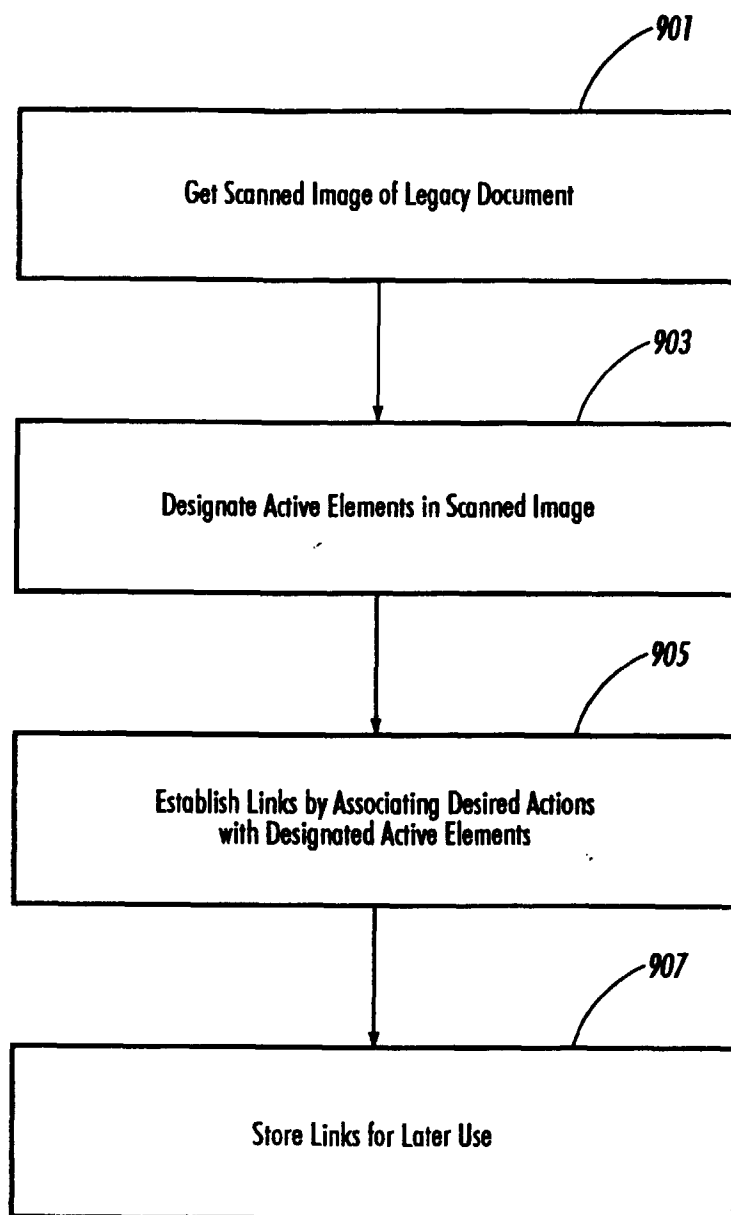 901
Get Scanned Image of Legacy Document
903
Designate Active Elements in Scanned Image
905
Establish Links by Associating Desired Actions
with Designated Active Elements
907
Store Links for Later Use